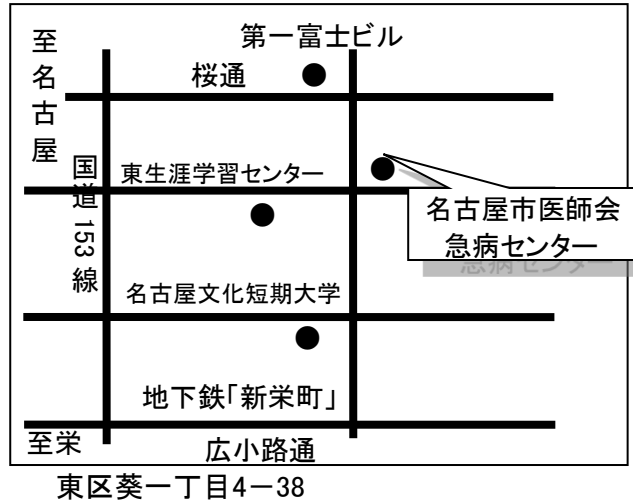 至名古屋
第一富士ビル
桜通
国道153線
東生涯学習センター
名古屋市医師会
急病センター
名古屋文化短期大学
地下鉄「新栄町」
至栄
広小路通
東区葵一丁目4－38